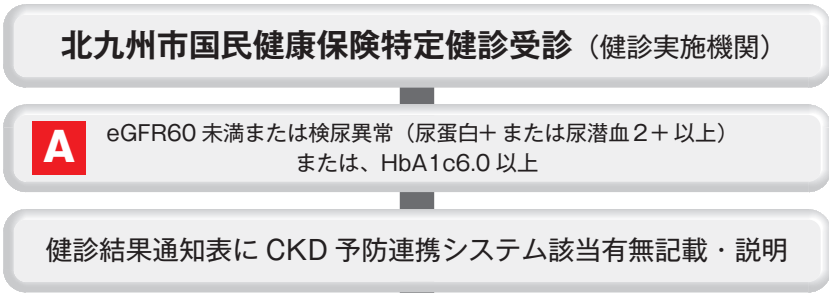 北九州市国民健康保険特定健診受診（健診実施機関）
A
eGFR60 未満または検尿異常（尿蛋白＋ または尿潜血 2＋ 以上）
または、HbA1c6.0 以上
健診結果通知表に CKD 予防連携システム該当有無記載・説明